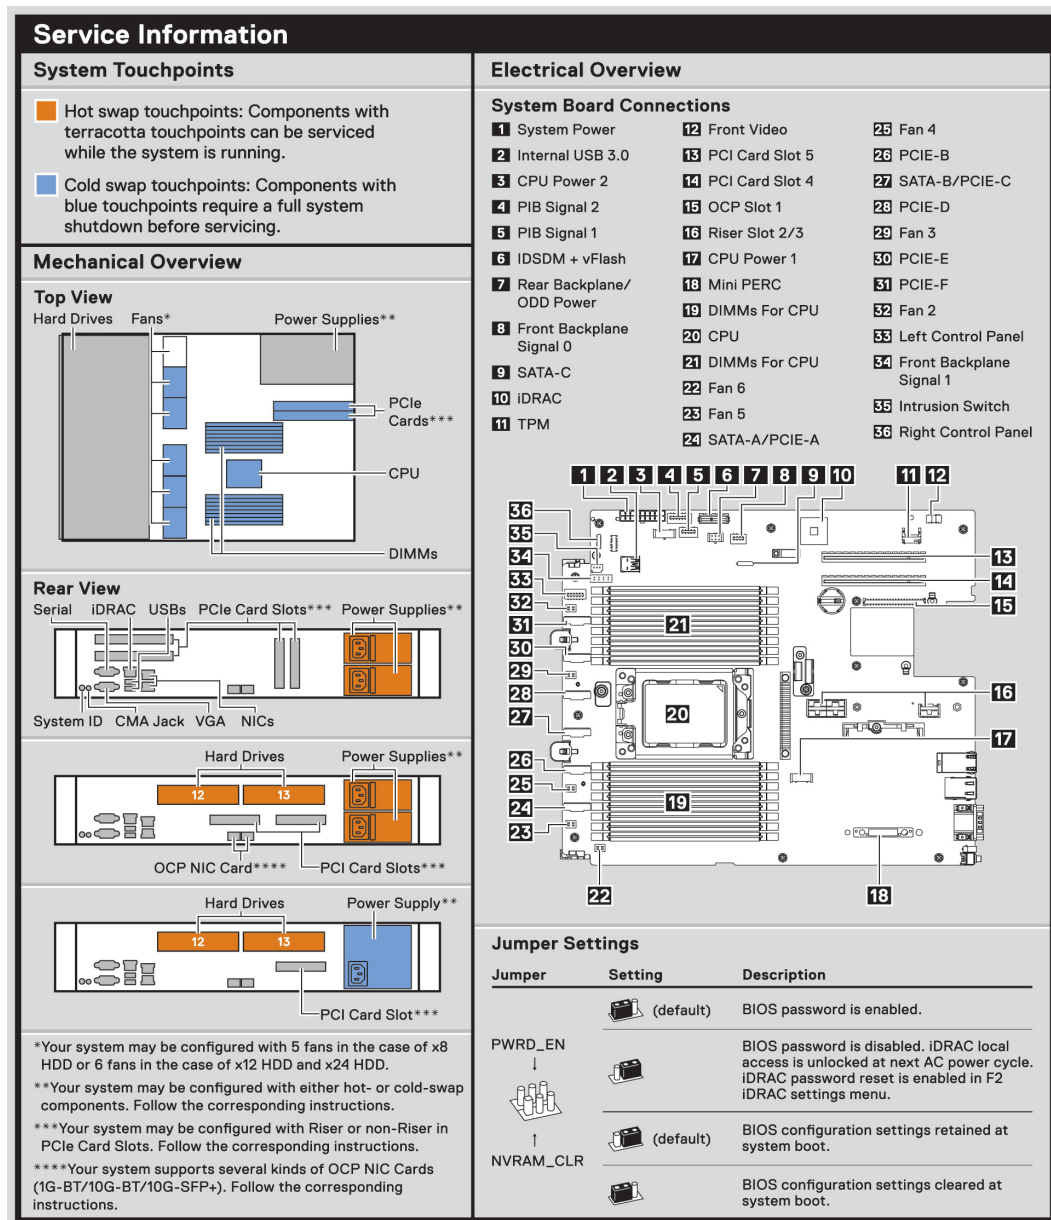 Service Information
System Touchpoints
Hot swap touchpoints: Components with
terracotta touchpoints can be serviced
while the system is running.
Cold swap touchpoints: Components with
blue touchpoints require a full system
shutdown before servicing.
Mechanical Overview
Top View
Hard Drives Fans* Power Supplies**
PCIe
Cards***
CPU
DIMMs
Rear View
Serial iDRAC USBs PCIe Card Slots*** Power Supplies**
System ID CMA Jack VGA NICs
Hard Drives Power Supplies**
12 13
OCP NIC Card**** PCI Card Slots***
Hard Drives Power Supply**
12 13
PCI Card Slot***
*Your system may be configured with 5 fans in the case of x8
HDD or 6 fans in the case of x12 HDD and x24 HDD.
**Your system may be configured with either hot- or cold-swap
components. Follow the corresponding instructions.
***Your system may be configured with Riser or non-Riser in
PCIe Card Slots. Follow the corresponding instructions.
****Your system supports several kinds of OCP NIC Cards
(1G-BT/10G-BT/10G-SFP+). Follow the corresponding
instructions.
Electrical Overview
System Board Connections
1 System Power
2 Internal USB 3.0
3 CPU Power 2
4 PIB Signal 2
5 PIB Signal 1
6 IDSDM + vFlash
7 Rear Backplane/
ODD Power
8 Front Backplane
Signal 0
9 SATA-C
10 iDRAC
11 TPM
12 Front Video
13 PCI Card Slot 5
14 PCI Card Slot 4
15 OCP Slot 1
16 Riser Slot 2/3
17 CPU Power 1
18 Mini PERC
19 DIMMs For CPU
20 CPU
21 DIMMs For CPU
22 Fan 6
23 Fan 5
24 SATA-A/PCIE-A
25 Fan 4
26 PCIE-B
27 SATA-B/PCIE-C
28 PCIE-D
29 Fan 3
30 PCIE-E
31 PCIE-F
32 Fan 2
33 Left Control Panel
34 Front Backplane
Signal 1
35 Intrusion Switch
36 Right Control Panel
1 2 3 4 5 6 7 8 9 10 11 12
36
35
34
33
32
31
30
29
28
27
26
25
24
23
22
21
20
19
13
14
15
16
17
18
Jumper Settings
Jumper Setting Description
PWRD_EN
NVRAM_CLR
(default) BIOS password is enabled.
BIOS password is disabled. iDRAC local
access is unlocked at next AC power cycle.
iDRAC password reset is enabled in F2
iDRAC settings menu.
(default) BIOS configuration settings retained at
system boot.
BIOS configuration settings cleared at
system boot.